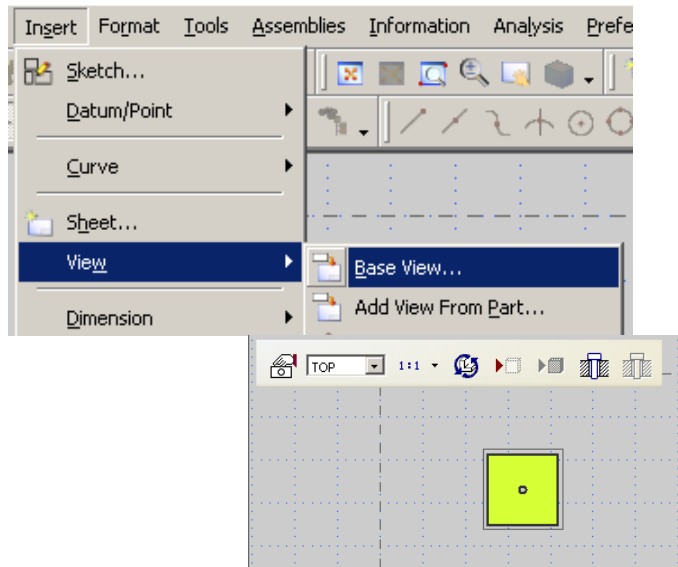 Insert Format Tools Assemblies Information Analysis Prefe
Sketch...
Datum/Point
Curve
Sheet...
View
Base View...
Add View From Part...
Dimension
TOP 1:1